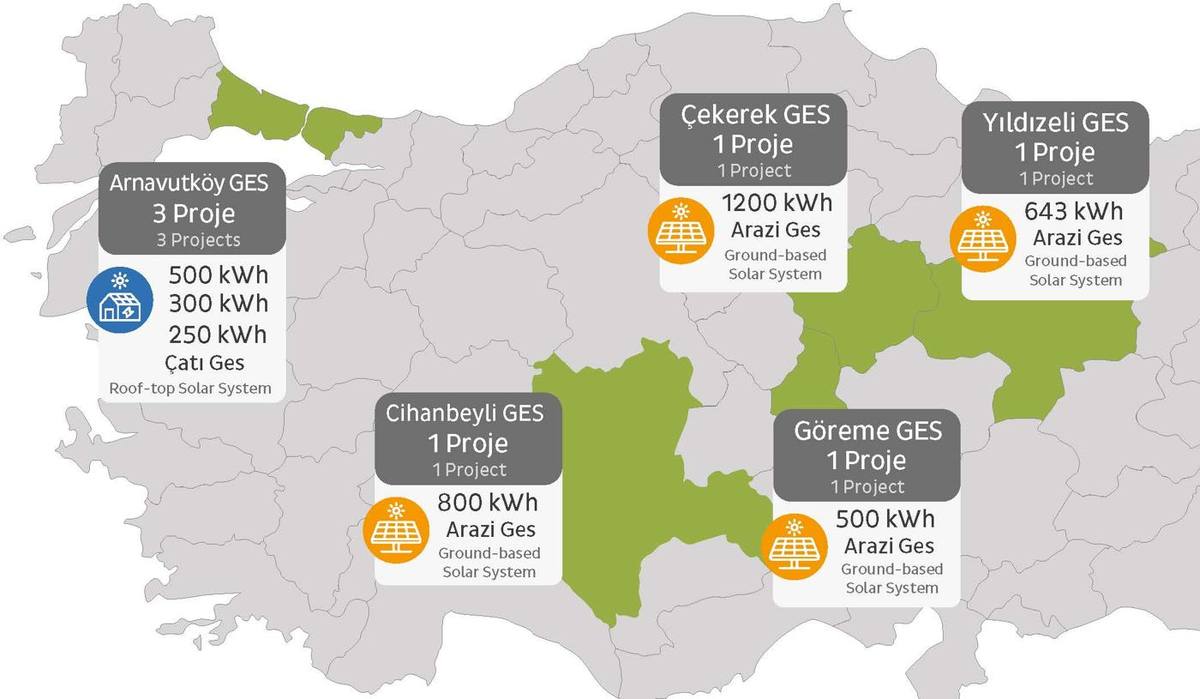 Arnavutköy GES
3 Proje
3 Projects
500 kWh
300 kWh
250 kWh
Çatı Ges
Roof-top Solar System
Çekerek GES
1 Proje
1 Project
1200 kWh
Arazi Ges
Ground-based
Solar System
Yıldızeli GES
1 Proje
1 Project
643 kWh
Arazi Ges
Ground-based
Solar System
Cihanbeyli GES
1 Proje
1 Project
800 kWh
Arazi Ges
Ground-based
Solar System
Göreme GES
1 Proje
1 Project
500 kWh
Arazi Ges
Ground-based
Solar System